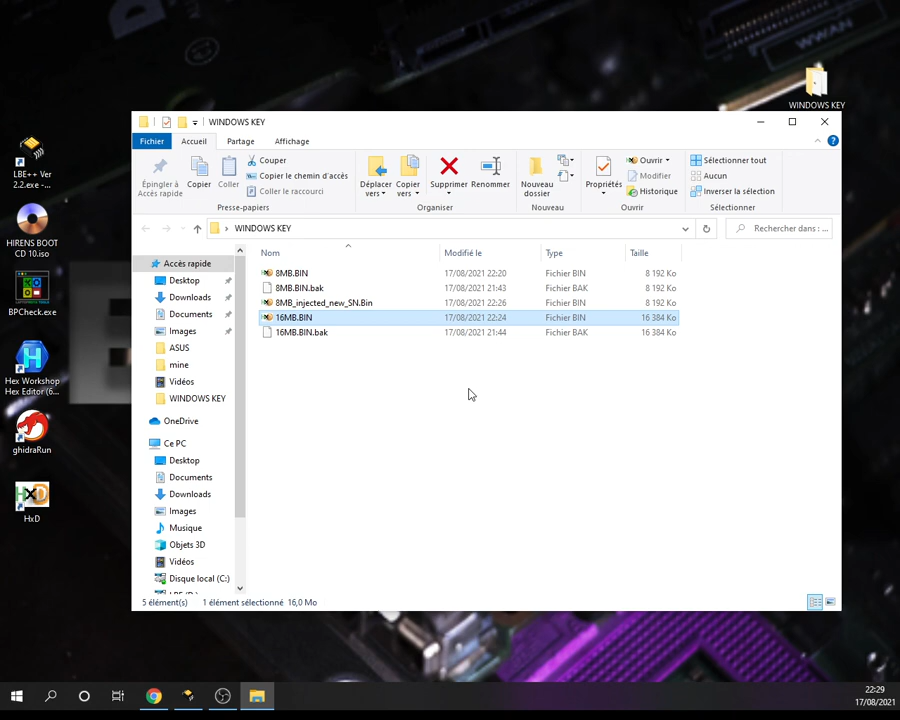 WWAN
WINDOWS KEY
LBE++ Ver
2.2.exe -...
HIRENS BOOT
CD 10.iso
BPCheck.exe
Hex Workshop
Hex Editor (6...
ghidraRun
HxD
WINDOWS KEY
Fichier Accueil Partage Affichage
Épingler à
Accès rapide
Copier
Coller
Couper
Copier le chemin d'accès
Coller le raccourci
Presse-papiers
Déplacer
vers
Copier
vers
Supprimer
Renommer
Organiser
Nouveau
dossier
Nouveau
Propriétés
Ouvrir
Modifier
Historique
Ouvrir
Sélectionner tout
Aucun
Inverser la sélection
Sélectionner
WINDOWS KEY
Rechercher dans : ...
Accès rapide
Desktop
Downloads
Documents
Images
ASUS
mine
Vidéos
WINDOWS KEY
OneDrive
Ce PC
Desktop
Documents
Downloads
Images
Musique
Objets 3D
Vidéos
Disque local (C:)
Nom Modifié le Type Taille
8MB.BIN 17/08/2021 22:20 Fichier BIN 8 192 Ko
8MB.BIN.bak 17/08/2021 21:43 Fichier BAK 8 192 Ko
8MB_injected_new_SN.Bin 17/08/2021 22:26 Fichier BIN 8 192 Ko
16MB.BIN 17/08/2021 22:24 Fichier BIN 16 384 Ko
16MB.BIN.bak 17/08/2021 21:44 Fichier BAK 16 384 Ko
5 élément(s) 1 élément sélectionné 16,0 Mo
22:29
17/08/2021